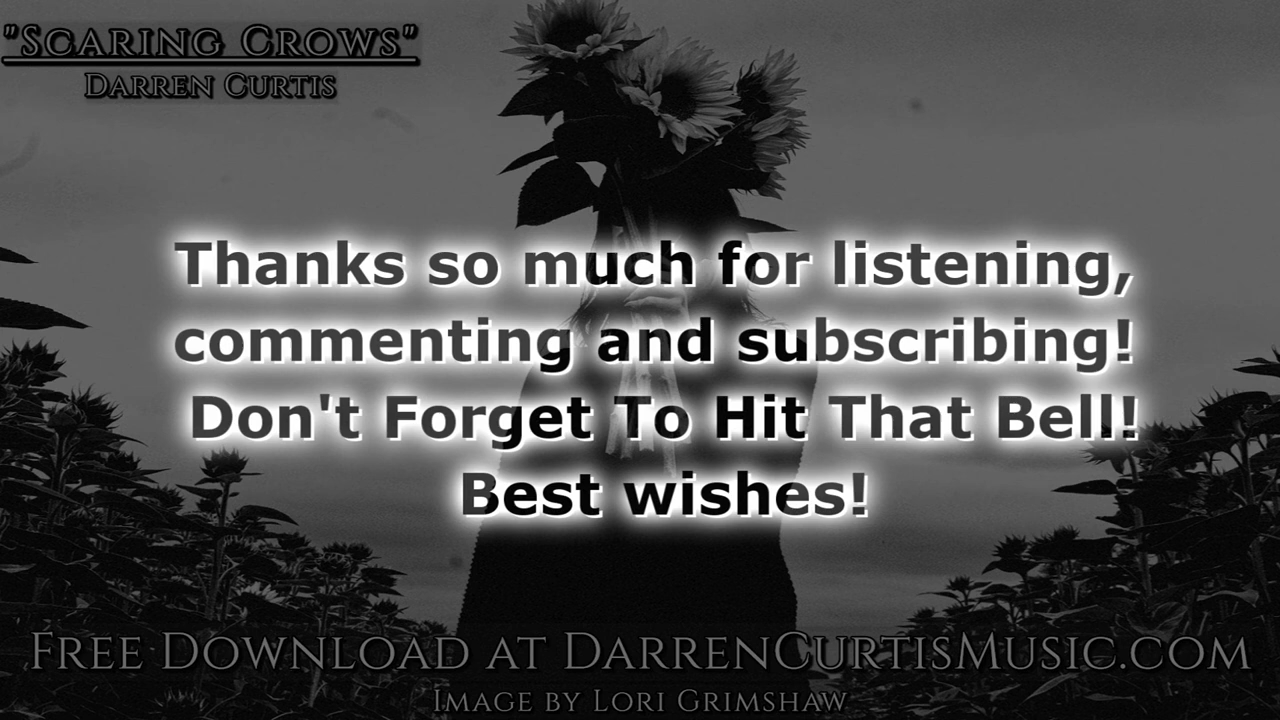 "Scaring Crows"
Darren Curtis
Thanks so much for listening,
commenting and subscribing!
Don't Forget To Hit That Bell!
Best wishes!
Free Download at DarrenCurtisMusic.com
Image by Lori Grimshaw